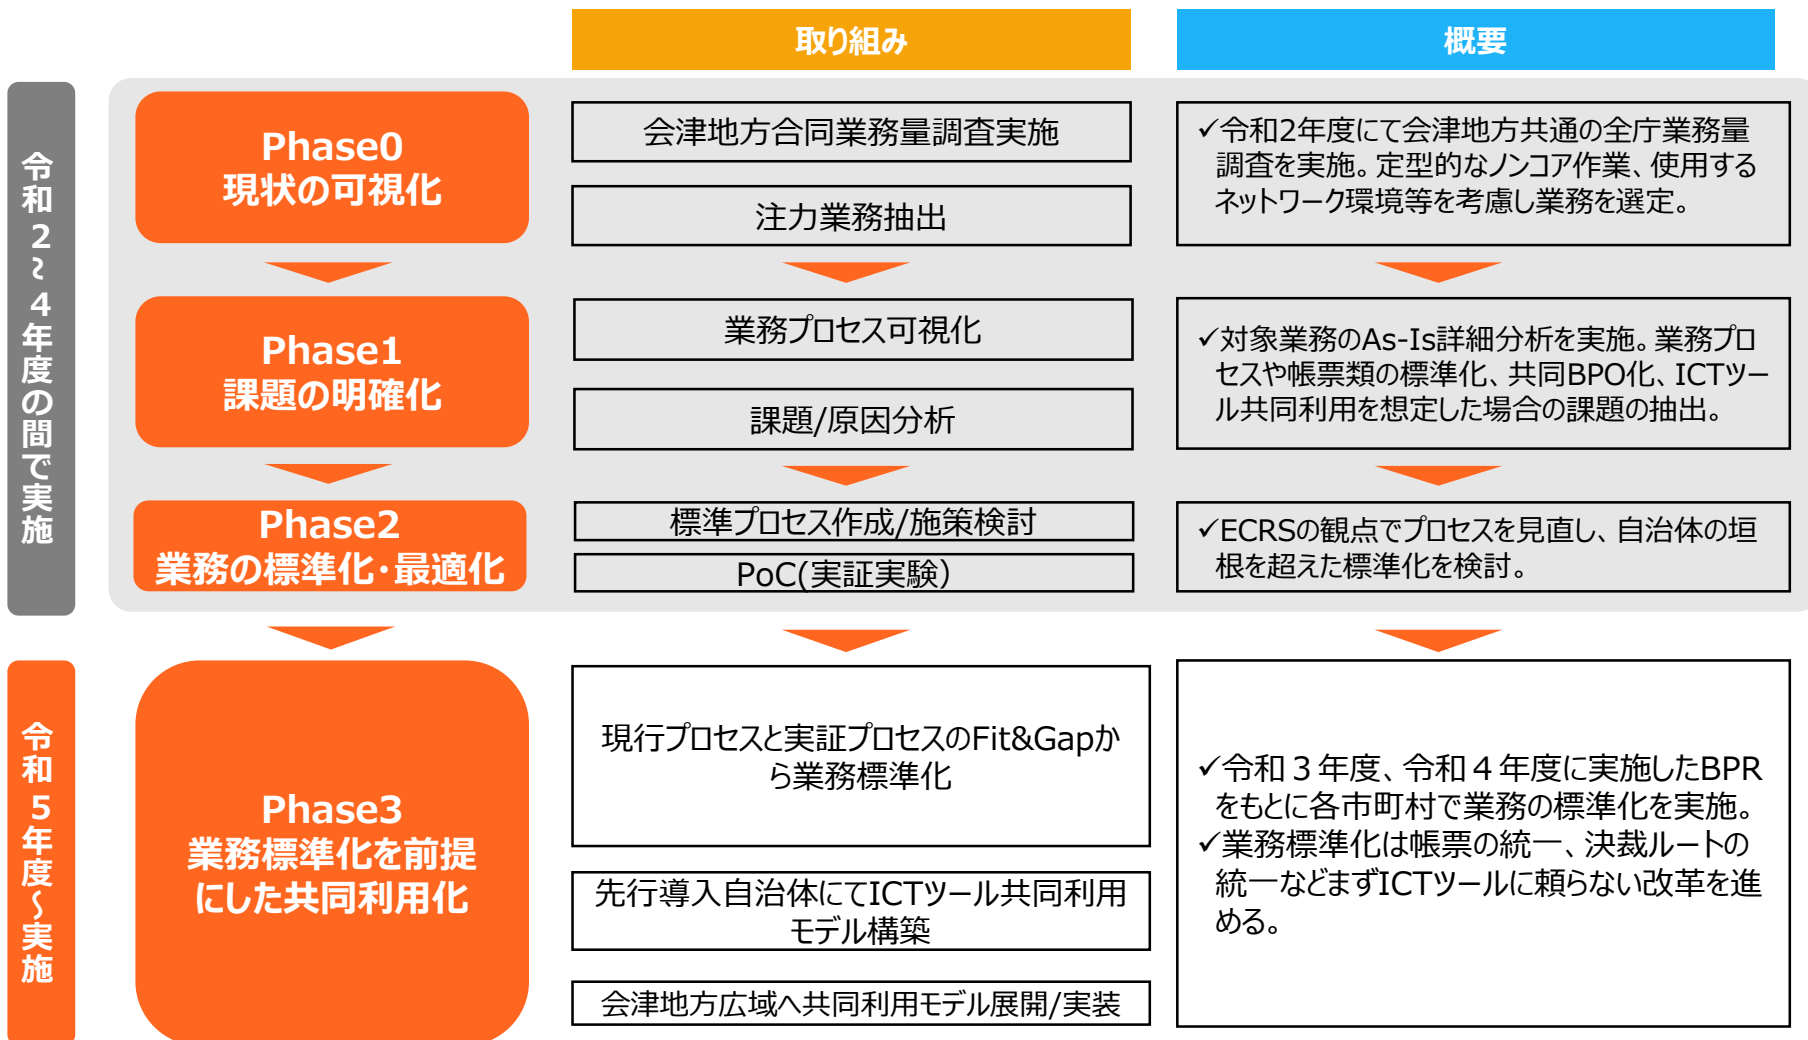 取り組み
概要
令和2~4年度の間で実施
Phase0
現状の可視化
会津地方合同業務量調査実施
注力業務抽出
✓令和2年度にて会津地方共通の全庁業務量
調査を実施。定型的なノンコア作業、使用する
ネットワーク環境等を考慮し業務を選定。
Phase1
課題の明確化
業務プロセス可視化
課題/原因分析
✓対象業務のAs-Is詳細分析を実施。業務プロ
セスや帳票類の標準化、共同BPO化、ICTツー
ル共同利用を想定した場合の課題の抽出。
Phase2
業務の標準化・最適化
標準プロセス作成/施策検討
PoC(実証実験）
✓ECRSの観点でプロセスを見直し、自治体の垣
根を超えた標準化を検討。
令和5年度~実施
Phase3
業務標準化を前提
にした共同利用化
現行プロセスと実証プロセスのFit&Gapか
ら業務標準化
先行導入自治体にてICTツール共同利用
モデル構築
会津地方広域へ共同利用モデル展開/実装
✓令和３年度、令和４年度に実施したBPR
をもとに各市町村で業務の標準化を実施。
✓業務標準化は帳票の統一、決裁ルートの
統一などまずICTツールに頼らない改革を進
める。